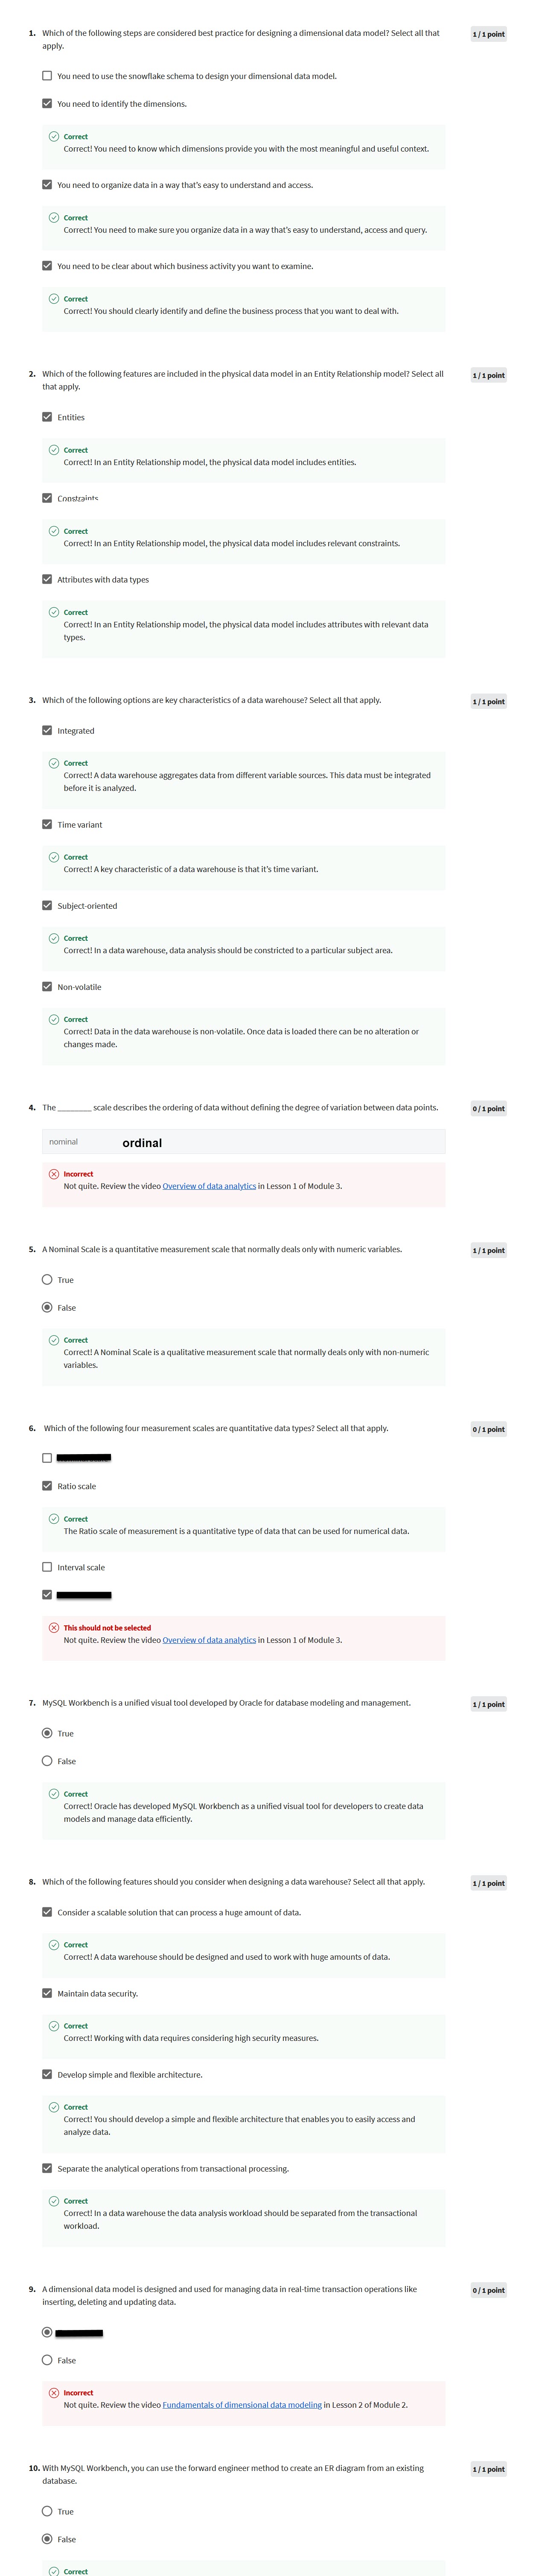 1. Which of the following steps are considered best practice for designing a dimensional data model? Select all that
apply.
1 / 1 point
You need to use the snowflake schema to design your dimensional data model.
You need to identify the dimensions.
Correct
Correct! You need to know which dimensions provide you with the most meaningful and useful context.
You need to organize data in a way that's easy to understand and access.
Correct
Correct! You need to make sure you organize data in a way that's easy to understand, access and query.
You need to be clear about which business activity you want to examine.
Correct
Correct! You should clearly identify and define the business process that you want to deal with.
2. Which of the following features are included in the physical data model in an Entity Relationship model? Select all
that apply.
1 / 1 point
Entities
Correct
Correct! In an Entity Relationship model, the physical data model includes entities.
Constraints
Correct
Correct! In an Entity Relationship model, the physical data model includes relevant constraints.
Attributes with data types
Correct
Correct! In an Entity Relationship model, the physical data model includes attributes with relevant data
types.
3. Which of the following options are key characteristics of a data warehouse? Select all that apply.
1 / 1 point
Integrated
Correct
Correct! A data warehouse aggregates data from different variable sources. This data must be integrated
before it is analyzed.
Time variant
Correct
Correct! A key characteristic of a data warehouse is that it's time variant.
Subject-oriented
Correct
Correct! In a data warehouse, data analysis should be constricted to a particular subject area.
Non-volatile
Correct
Correct! Data in the data warehouse is non-volatile. Once data is loaded there can be no alteration or
changes made.
4. The ________ scale describes the ordering of data without defining the degree of variation between data points.
0 / 1 point
nominal ordinal
Incorrect
Not quite. Review the video Overview of data analytics in Lesson 1 of Module 3.
5. A Nominal Scale is a quantitative measurement scale that normally deals only with numeric variables.
1 / 1 point
True
False
Correct
Correct! A Nominal Scale is a qualitative measurement scale that normally deals only with non-numeric
variables.
6. Which of the following four measurement scales are quantitative data types? Select all that apply.
0 / 1 point
Ratio scale
Correct
The Ratio scale of measurement is a quantitative type of data that can be used for numerical data.
Interval scale
This should not be selected
Not quite. Review the video Overview of data analytics in Lesson 1 of Module 3.
7. MySQL Workbench is a unified visual tool developed by Oracle for database modeling and management.
1 / 1 point
True
False
Correct
Correct! Oracle has developed MySQL Workbench as a unified visual tool for developers to create data
models and manage data efficiently.
8. Which of the following features should you consider when designing a data warehouse? Select all that apply.
1 / 1 point
Consider a scalable solution that can process a huge amount of data.
Correct
Correct! A data warehouse should be designed and used to work with huge amounts of data.
Maintain data security.
Correct
Correct! Working with data requires considering high security measures.
Develop simple and flexible architecture.
Correct
Correct! You should develop a simple and flexible architecture that enables you to easily access and
analyze data.
Separate the analytical operations from transactional processing.
Correct
Correct! In a data warehouse the data analysis workload should be separated from the transactional
workload.
9. A dimensional data model is designed and used for managing data in real-time transaction operations like
inserting, deleting and updating data.
0 / 1 point
False
Incorrect
Not quite. Review the video Fundamentals of dimensional data modeling in Lesson 2 of Module 2.
10. With MySQL Workbench, you can use the forward engineer method to create an ER diagram from an existing
database.
1 / 1 point
True
False
Correct